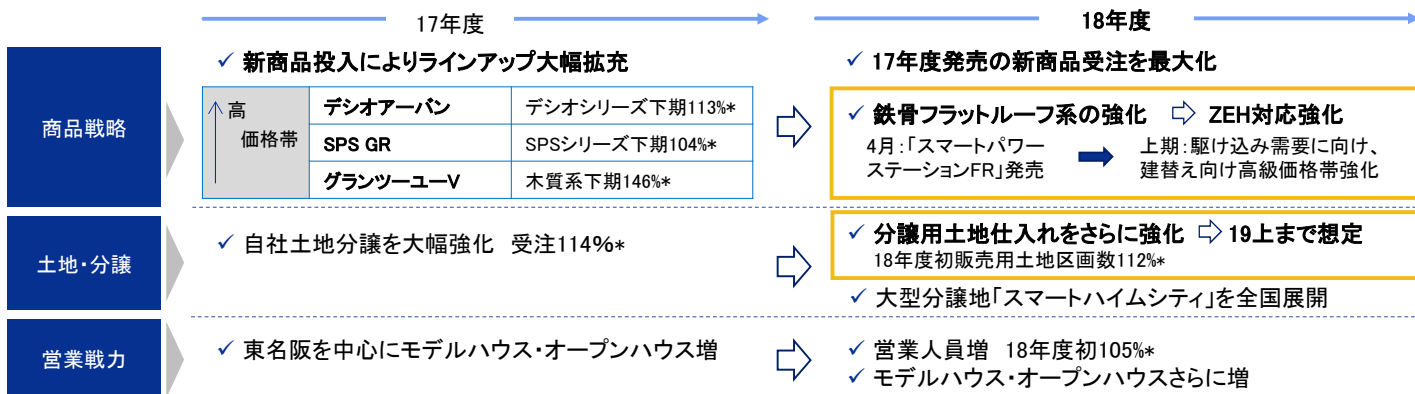 17年度
18年度
商品戦略
✓ 新商品投入によりラインアップ大幅拡充
高
価格帯
デシオアーバン
デシオシリーズ下期113%*
SPS GR
SPSシリーズ下期104%*
グランツーユーV
木質系下期146%*
✓ 17年度発売の新商品受注を最大化
✓ 鉄骨フラットルーフ系の強化 ⇨ ZEH対応強化
4月：「スマートパワー
ステーションFR」発売
上期：駆け込み需要に向け、
建替え向け高級価格帯強化
土地・分譲
✓ 自社土地分譲を大幅強化 受注114%*
✓ 分譲用土地仕入れをさらに強化 ⇨ 19上まで想定
18年度初販売用土地区画数112%*
✓ 大型分譲地「スマートハイムシティ」を全国展開
営業戦力
✓ 東名阪を中心にモデルハウス・オープンハウス増
✓ 営業人員増 18年度初105%*
✓ モデルハウス・オープンハウスさらに増